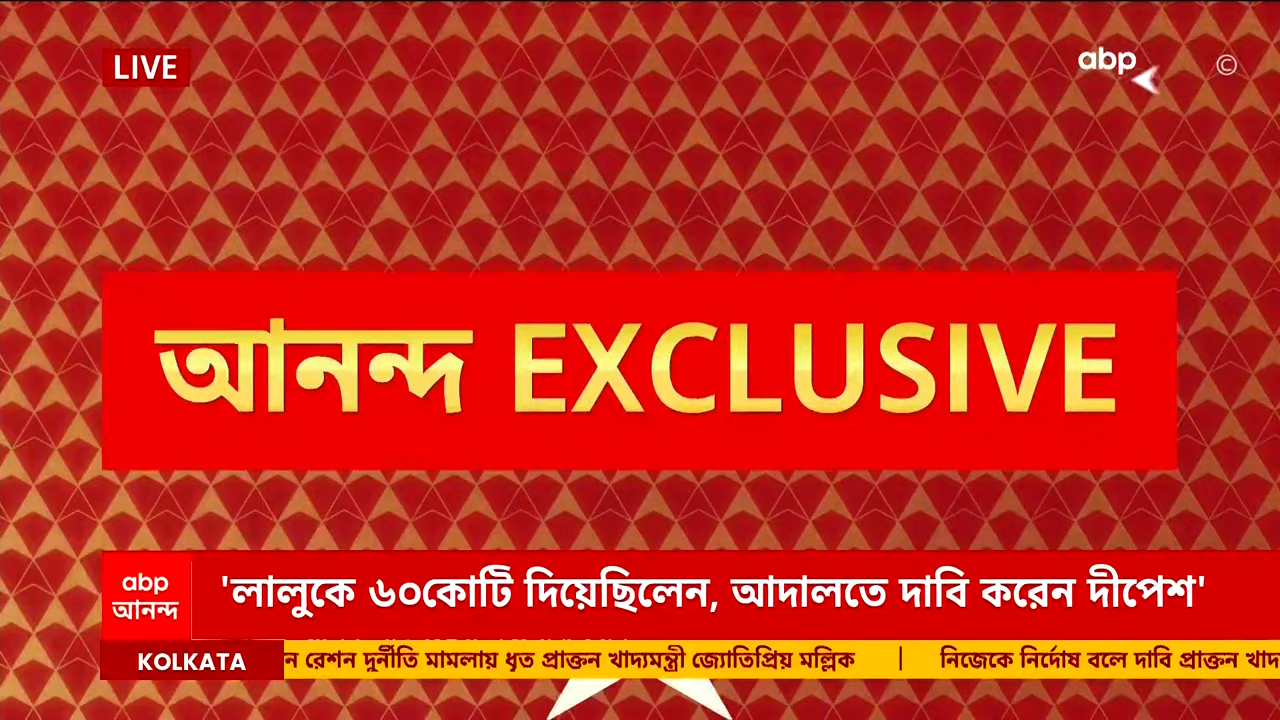 LIVE
abp
©
আনন্দ EXCLUSIVE
abp
আনন্দ
'লালুকে ৬০কোটি দিয়েছিলেন, আদালতে দাবি করেন দীপেশ'
KOLKATA
ন রেশন দুর্নীতি মামলায় ধৃত প্রাক্তন খাদ্যমন্ত্রী জ্যোতিপ্রিয় মল্লিক | নিজেকে নির্দোষ বলে দাবি প্রাক্তন খাদ্য